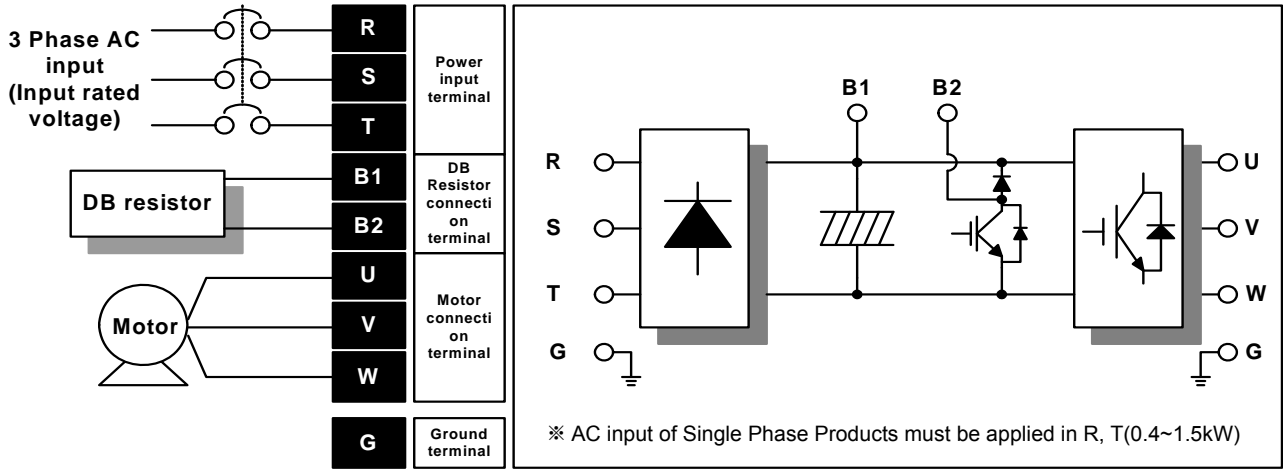 3 Phase AC
input
(Input rated
voltage)
R
S
T
Power
input
terminal
DB resistor
B1
B2
DB
Resistor
connecti
on
terminal
Motor
U
V
W
Motor
connecti
on
terminal
G
Ground
terminal
B1 B2
R
S
T
G
U
V
W
G
※ AC input of Single Phase Products must be applied in R, T(0.4~1.5kW)